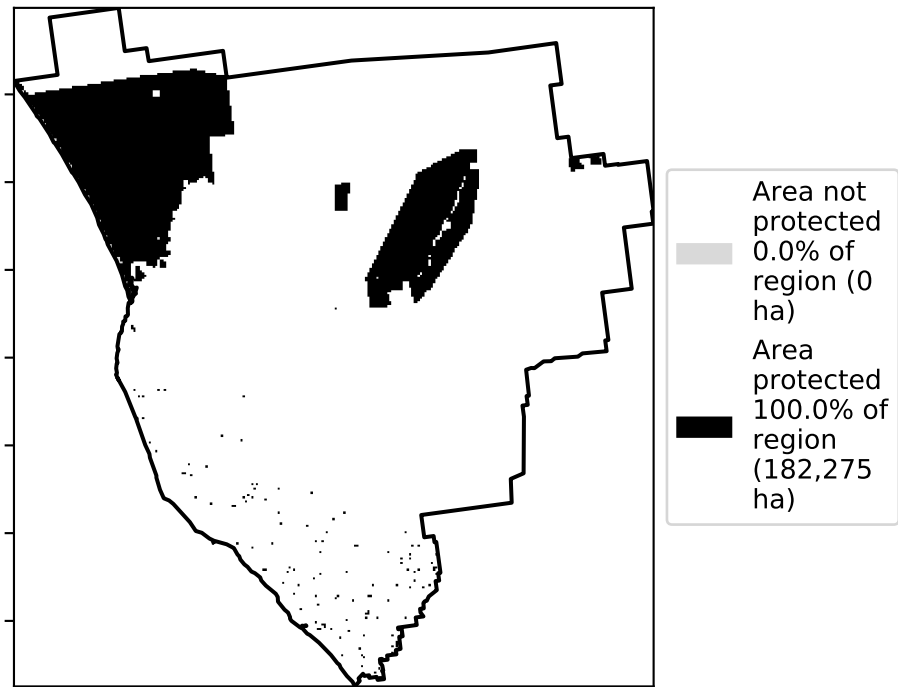 Area not
protected
0.0% of
region (0
ha)
Area
protected
100.0% of
region
(182,275
ha)